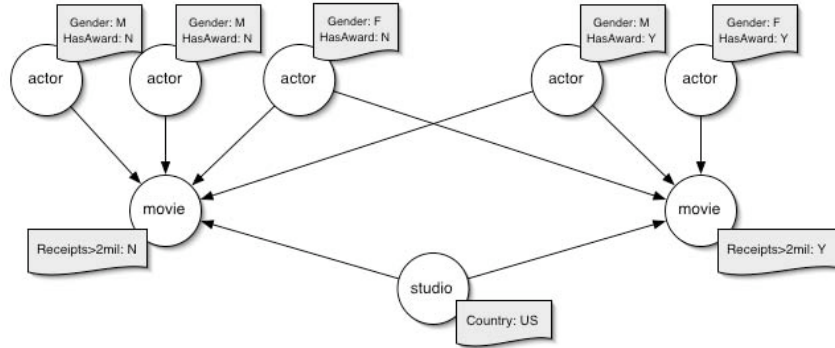 Gender: M
HasAward: N
Gender: M
HasAward: N
Gender: F
HasAward: N
Gender: M
HasAward: Y
Gender: F
HasAward: Y
actor
actor
actor
actor
actor
movie
movie
Receipts>2mil: N
Receipts>2mil: Y
studio
Country: US